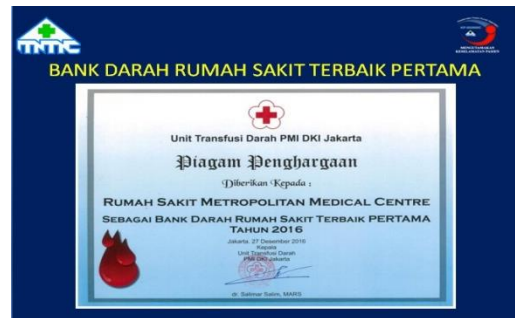 MMC
BANK DARAH RUMAH SAKIT TERBAIK PERTAMA
Unit Transfusi Darah PMI DKI Jakarta
Piagam Penghargaan
Diberikan Kepada :
RUMAH SAKIT METROPOLITAN MEDICAL CENTRE
SEBAGAI BANK DARAH RUMAH SAKIT TERBAIK PERTAMA
TAHUN 2016
Jakarta, 27 Desember 2016
Kepala
Unit Transfusi Darah
PMI DKI Jakarta
dr. Salimar Salim, MARS